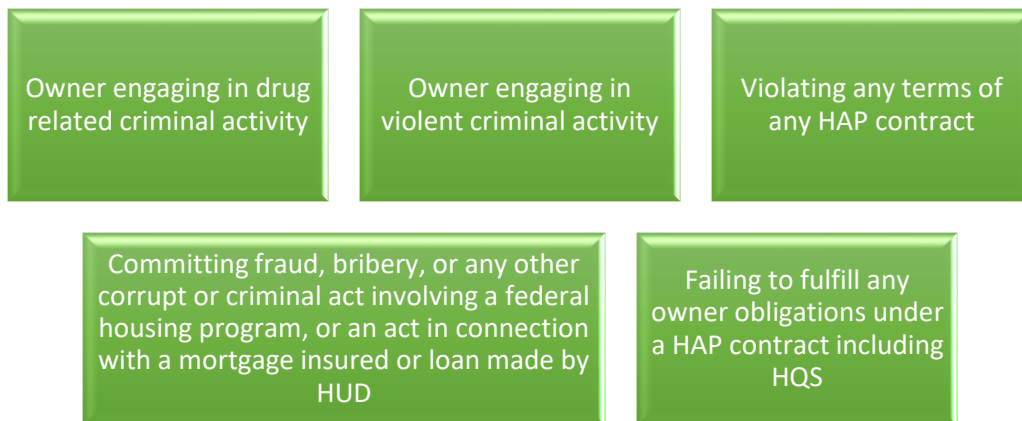 Owner engaging in drug
related criminal activity
Owner engaging in
violent criminal activity
Violating any terms of
any HAP contract
Committing fraud, bribery, or any other
corrupt or criminal act involving a federal
housing program, or an act in connection
with a mortgage insured or loan made by
HUD
Failing to fulfill any
owner obligations under
a HAP contract including
HQS